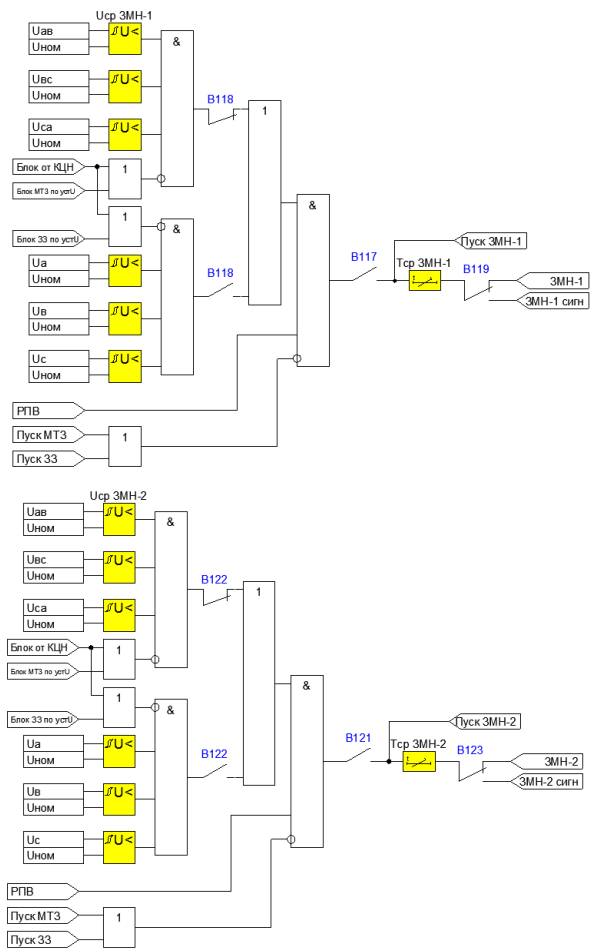 Uср ЗМН-1
Uав
Uном
U<
&
Uвс
Uном
U<
B118
1
Uса
Uном
U<
Блок от КЦН
1
Блок МТЗ по устU
&
1
Блок ЗЗ по устU
&
Пуск ЗМН-1
B117
Uа
Uном
U<
B118
Тср ЗМН-1
B119
ЗМН-1
ЗМН-1 сигн
Uв
Uном
U<
Uс
Uном
U<
РПВ
Пуск МТЗ
1
Пуск ЗЗ
Uср ЗМН-2
Uав
Uном
U<
&
Uвс
Uном
U<
B122
1
Uса
Uном
U<
Блок от КЦН
1
Блок МТЗ по устU
&
1
Блок ЗЗ по устU
&
Пуск ЗМН-2
B121
Uа
Uном
U<
B122
Тср ЗМН-2
B123
ЗМН-2
ЗМН-2 сигн
Uв
Uном
U<
Uс
Uном
U<
РПВ
Пуск МТЗ
1
Пуск ЗЗ